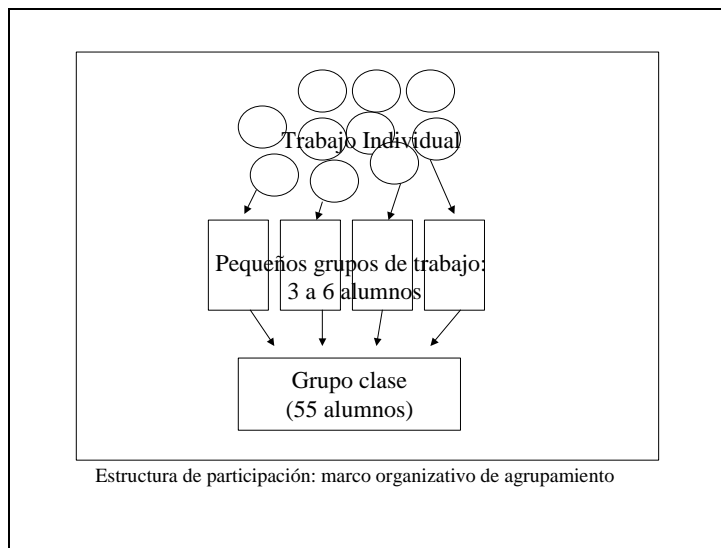 Trabajo Individual
Pequeños grupos de trabajo:
3 a 6 alumnos
Grupo clase
(55 alumnos)
Estructura de participación: marco organizativo de agrupamiento